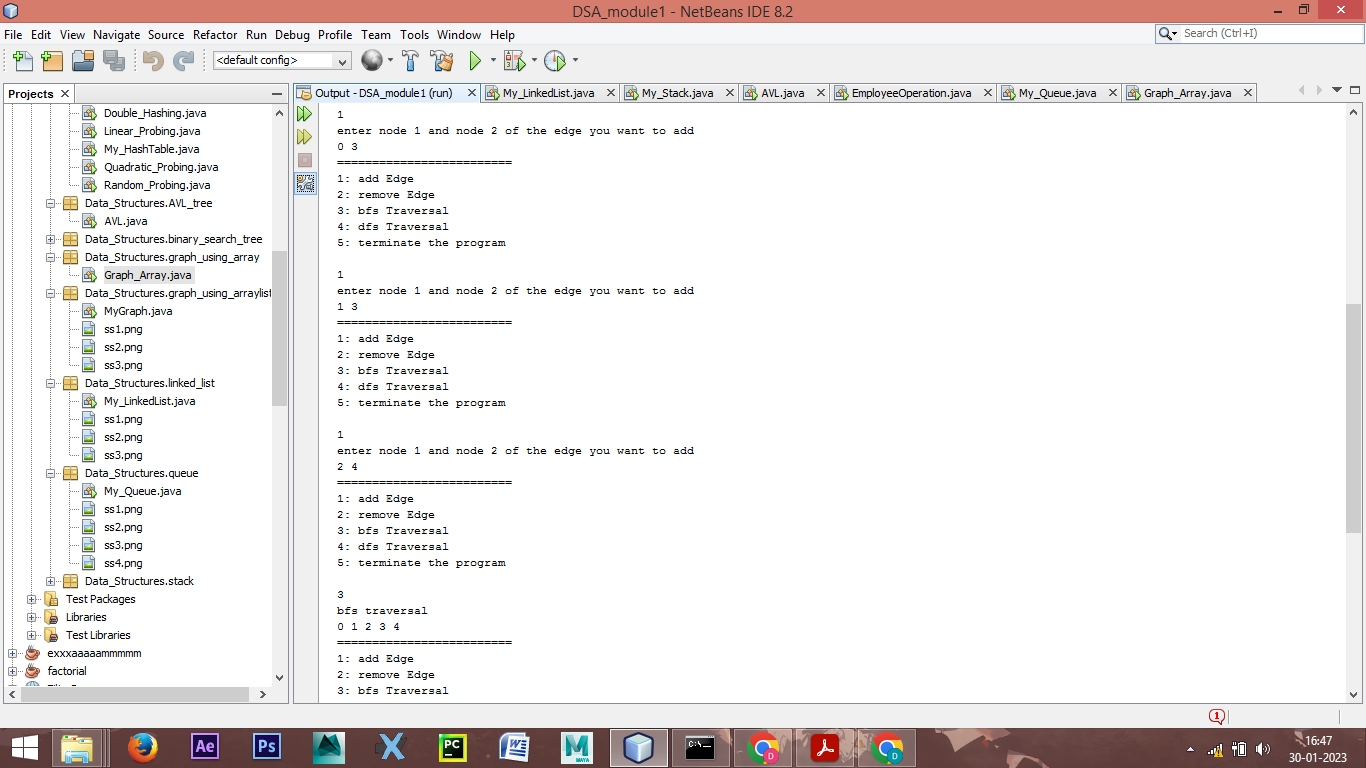 DSA_module1 - NetBeans IDE 8.2
File Edit View Navigate Source Refactor Run Debug Profile Team Tools Window Help
Search (Ctrl+I)
<default config>
Projects
Double_Hashing.java
Linear_Probing.java
My_HashTable.java
Quadratic_Probing.java
Random_Probing.java
Data_Structures.AVL_tree
AVL.java
Data_Structures.binary_search_tree
Data_Structures.graph_using_array
Graph_Array.java
Data_Structures.graph_using_arraylist
MyGraph.java
ss1.png
ss2.png
ss3.png
Data_Structures.linked_list
My_LinkedList.java
ss1.png
ss2.png
ss3.png
Data_Structures.queue
My_Queue.java
ss1.png
ss2.png
ss3.png
ss4.png
Data_Structures.stack
Test Packages
Libraries
Test Libraries
exxxaaaaammmmm
factorial
Output - DSA_module1 (run) My_LinkedList.java My_Stack.java AVL.java EmployeeOperation.java My_Queue.java Graph_Array.java
1
enter node 1 and node 2 of the edge you want to add
0 3
=========================
1: add Edge
2: remove Edge
3: bfs Traversal
4: dfs Traversal
5: terminate the program
1
enter node 1 and node 2 of the edge you want to add
1 3
=========================
1: add Edge
2: remove Edge
3: bfs Traversal
4: dfs Traversal
5: terminate the program
1
enter node 1 and node 2 of the edge you want to add
2 4
=========================
1: add Edge
2: remove Edge
3: bfs Traversal
4: dfs Traversal
5: terminate the program
3
bfs traversal
0 1 2 3 4
=========================
1: add Edge
2: remove Edge
3: bfs Traversal
1
Ae
Ps
PC
W
M
MAYA
C:\.
D
D
16:47
30-01-2023